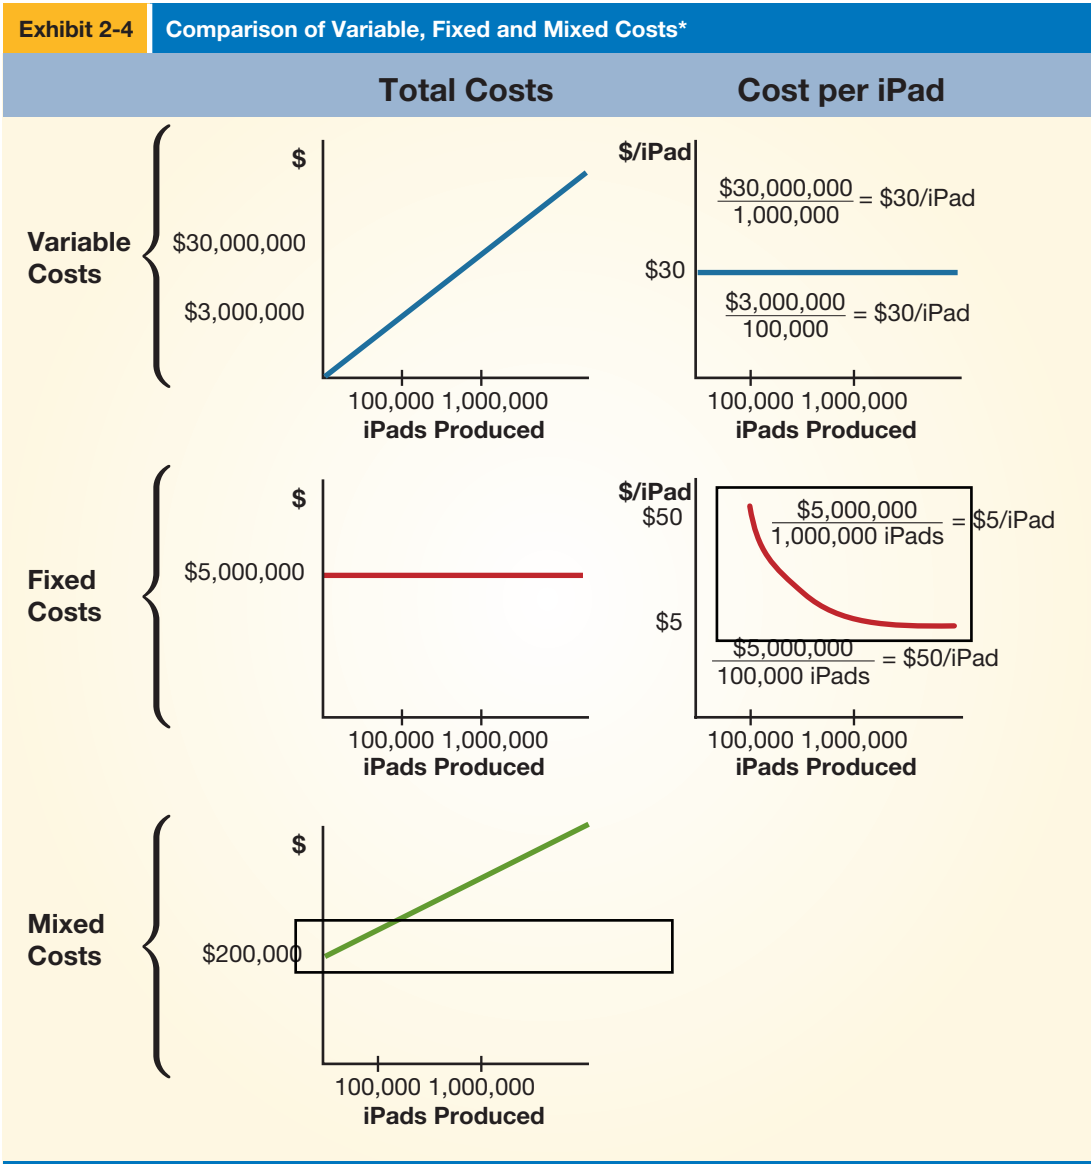 Exhibit 2-4 Comparison of Variable, Fixed and Mixed Costs*
Total Costs Cost per iPad
Variable
Costs
$
$30,000,000
$3,000,000
100,000 1,000,000
iPads Produced
$/iPad
$30,000,000
1,000,000
= $30/iPad
$30
$3,000,000
100,000
= $30/iPad
100,000 1,000,000
iPads Produced
Fixed
Costs
$
$5,000,000
100,000 1,000,000
iPads Produced
$/iPad
$50
$5,000,000
1,000,000 iPads
= $5/iPad
$5
$5,000,000
100,000 iPads
= $50/iPad
100,000 1,000,000
iPads Produced
Mixed
Costs
$
$200,000
100,000 1,000,000
iPads Produced